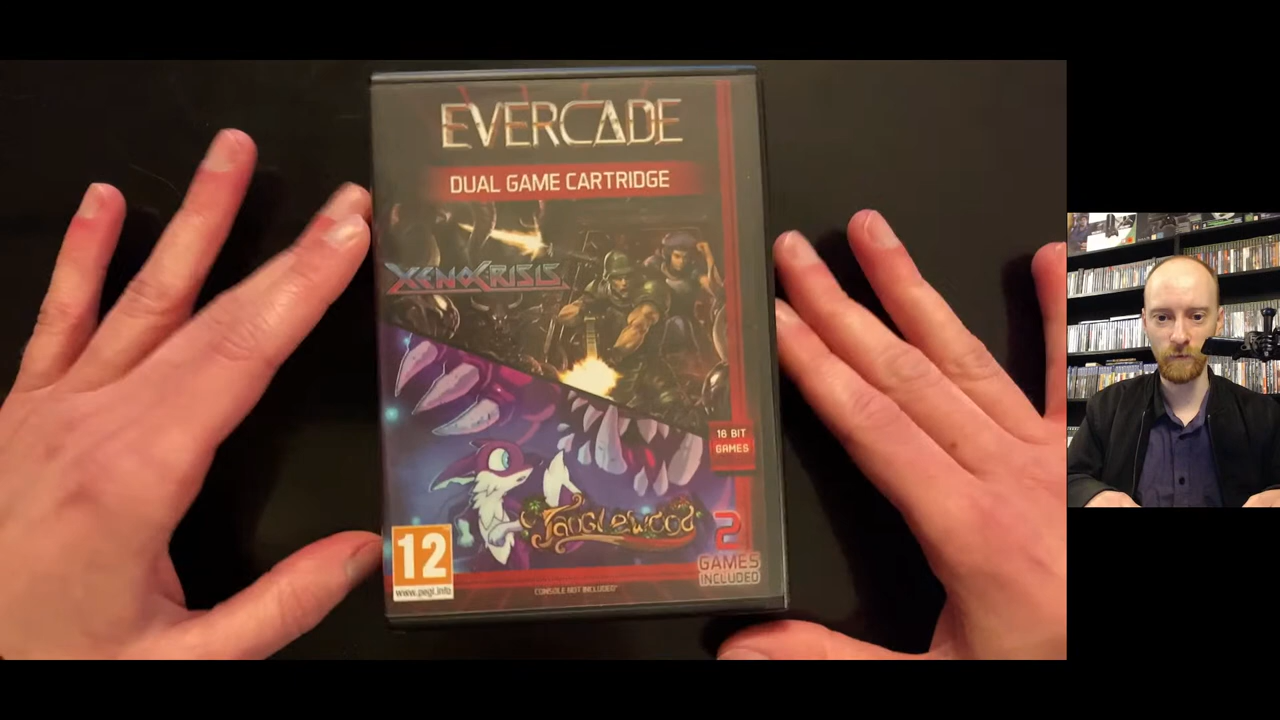 EVERCADE
DUAL GAME CARTRIDGE
XENOCRISIS
16 BIT
GAMES
Tanglewood
2
GAMES
INCLUDED
12
www.pegi.info
CONSOLE NOT INCLUDED*